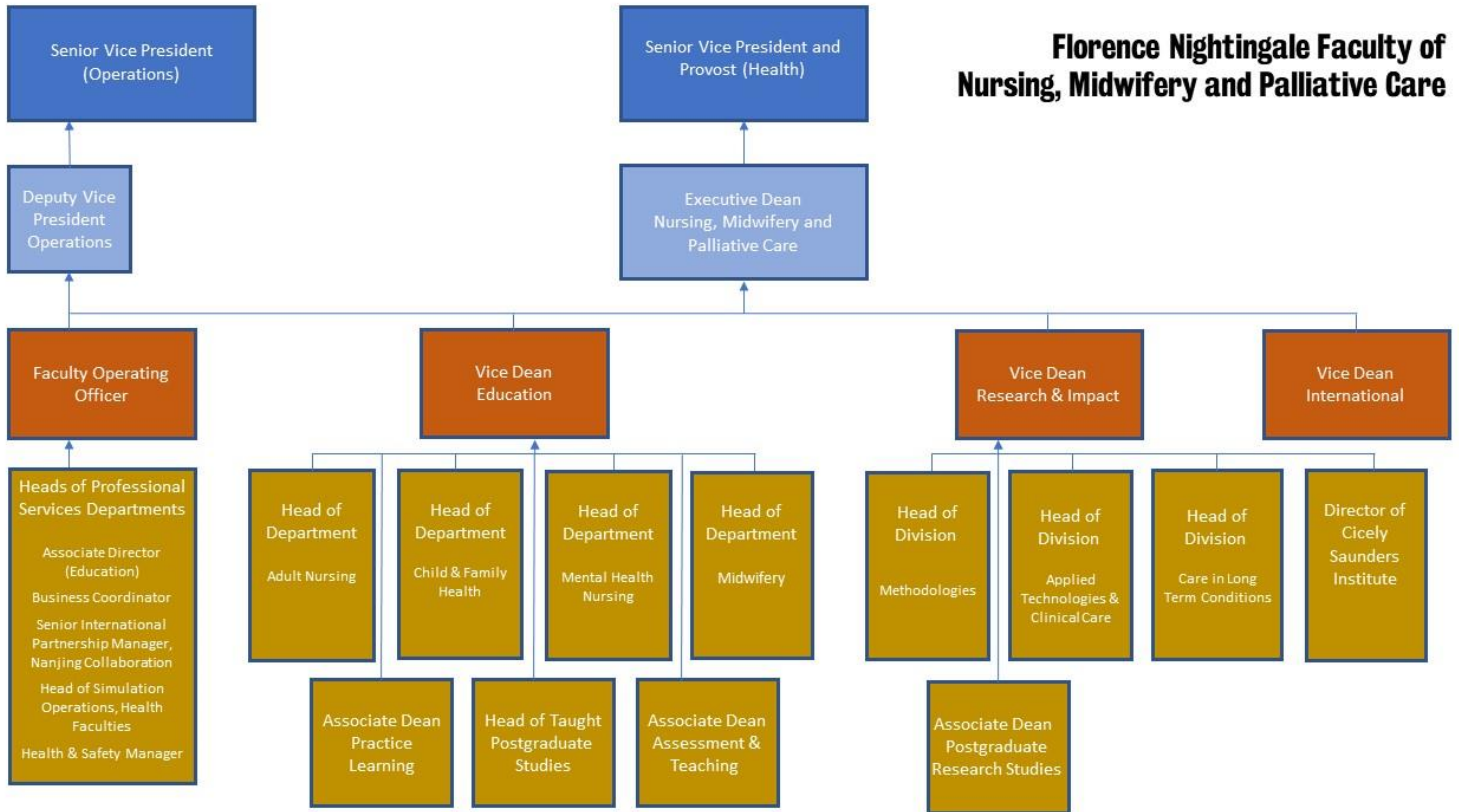 Florence Nightingale Faculty of
Nursing, Midwifery and Palliative Care
Senior Vice President
(Operations)
Senior Vice President and
Provost (Health)
Deputy Vice
President
Operations
Executive Dean
Nursing, Midwifery and
Palliative Care
Faculty Operating
Officer
Vice Dean
Education
Vice Dean
Research & Impact
Vice Dean
International
Heads of Professional
Services Departments
Associate Director
(Education)
Business Coordinator
Senior International
Partnership Manager,
Nanjing Collaboration
Head of Simulation
Operations, Health
Faculties
Health & Safety Manager
Head of
Department
Adult Nursing
Head of
Department
Child & Family
Health
Head of
Department
Mental Health
Nursing
Head of
Department
Midwifery
Head of
Division
Methodologies
Head of
Division
Applied
Technologies &
Clinical Care
Head of
Division
Care in Long
Term Conditions
Director of
Cicely
Saunders
Institute
Associate Dean
Practice
Learning
Head of Taught
Postgraduate
Studies
Associate Dean
Assessment &
Teaching
Associate Dean
Postgraduate
Research Studies